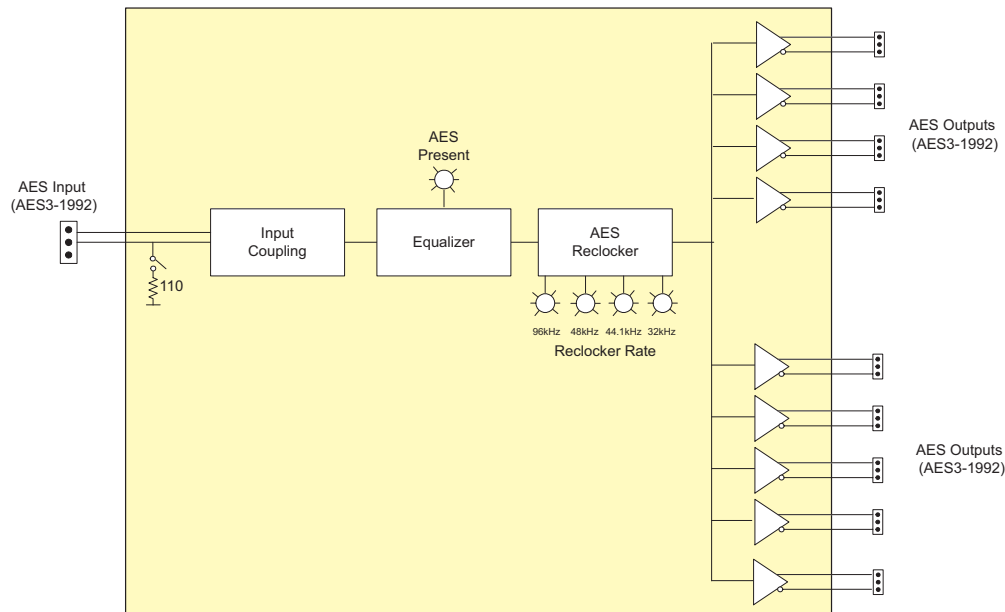 AES Outputs
(AES3-1992)
AES
Present
AES Input
(AES3-1992)
Input
Coupling
Equalizer
AES
Reclocker
110
96kHz
48kHz
44.1kHz
32kHz
Reclocker Rate
AES Outputs
(AES3-1992)